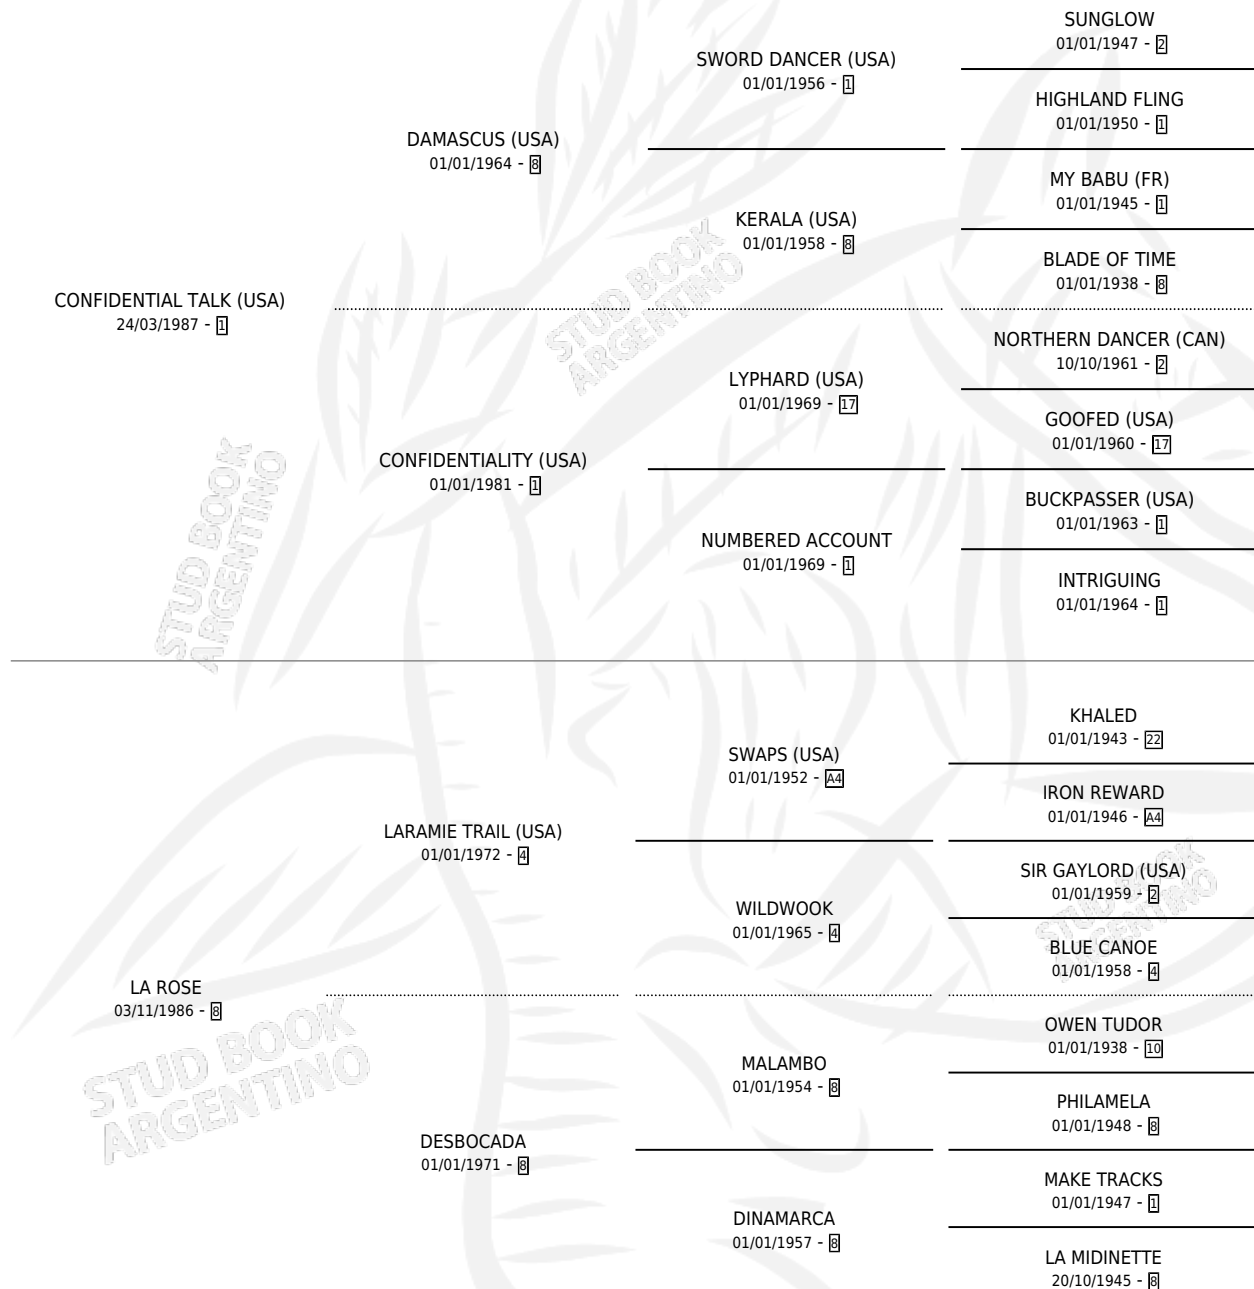 SUNGLOW
01/01/1947 - 2
SWORD DANCER (USA)
01/01/1956 - 1
HIGHLAND FLING
01/01/1950 - 1
DAMASCUS (USA)
01/01/1964 - 8
MY BABU (FR)
01/01/1945 - 1
KERALA (USA)
01/01/1958 - 8
BLADE OF TIME
01/01/1938 - 8
CONFIDENTIAL TALK (USA)
24/03/1987 - 1
NORTHERN DANCER (CAN)
10/10/1961 - 2
LYPHARD (USA)
01/01/1969 - 17
GOOFED (USA)
01/01/1960 - 17
CONFIDENTIALITY (USA)
01/01/1981 - 1
BUCKPASSER (USA)
01/01/1963 - 1
NUMBERED ACCOUNT
01/01/1969 - 1
INTRIGUING
01/01/1964 - 1
KHALED
01/01/1943 - 22
SWAPS (USA)
01/01/1952 - A4
IRON REWARD
01/01/1946 - A4
LARAMIE TRAIL (USA)
01/01/1972 - 4
SIR GAYLORD (USA)
01/01/1959 - 2
WILDWOOK
01/01/1965 - 4
BLUE CANOE
01/01/1958 - 4
LA ROSE
03/11/1986 - 8
OWEN TUDOR
01/01/1938 - 10
MALAMBO
01/01/1954 - 8
PHILAMELA
01/01/1948 - 8
DESBOCADA
01/01/1971 - 8
MAKE TRACKS
01/01/1947 - 1
DINAMARCA
01/01/1957 - 8
LA MIDINETTE
20/10/1945 - 8
STUD BOOK
ARGENTINO
STUD BOOK
ARGENTINO
STUD BOOK
ARGENTINO
STUD BOOK
ARGENTINO